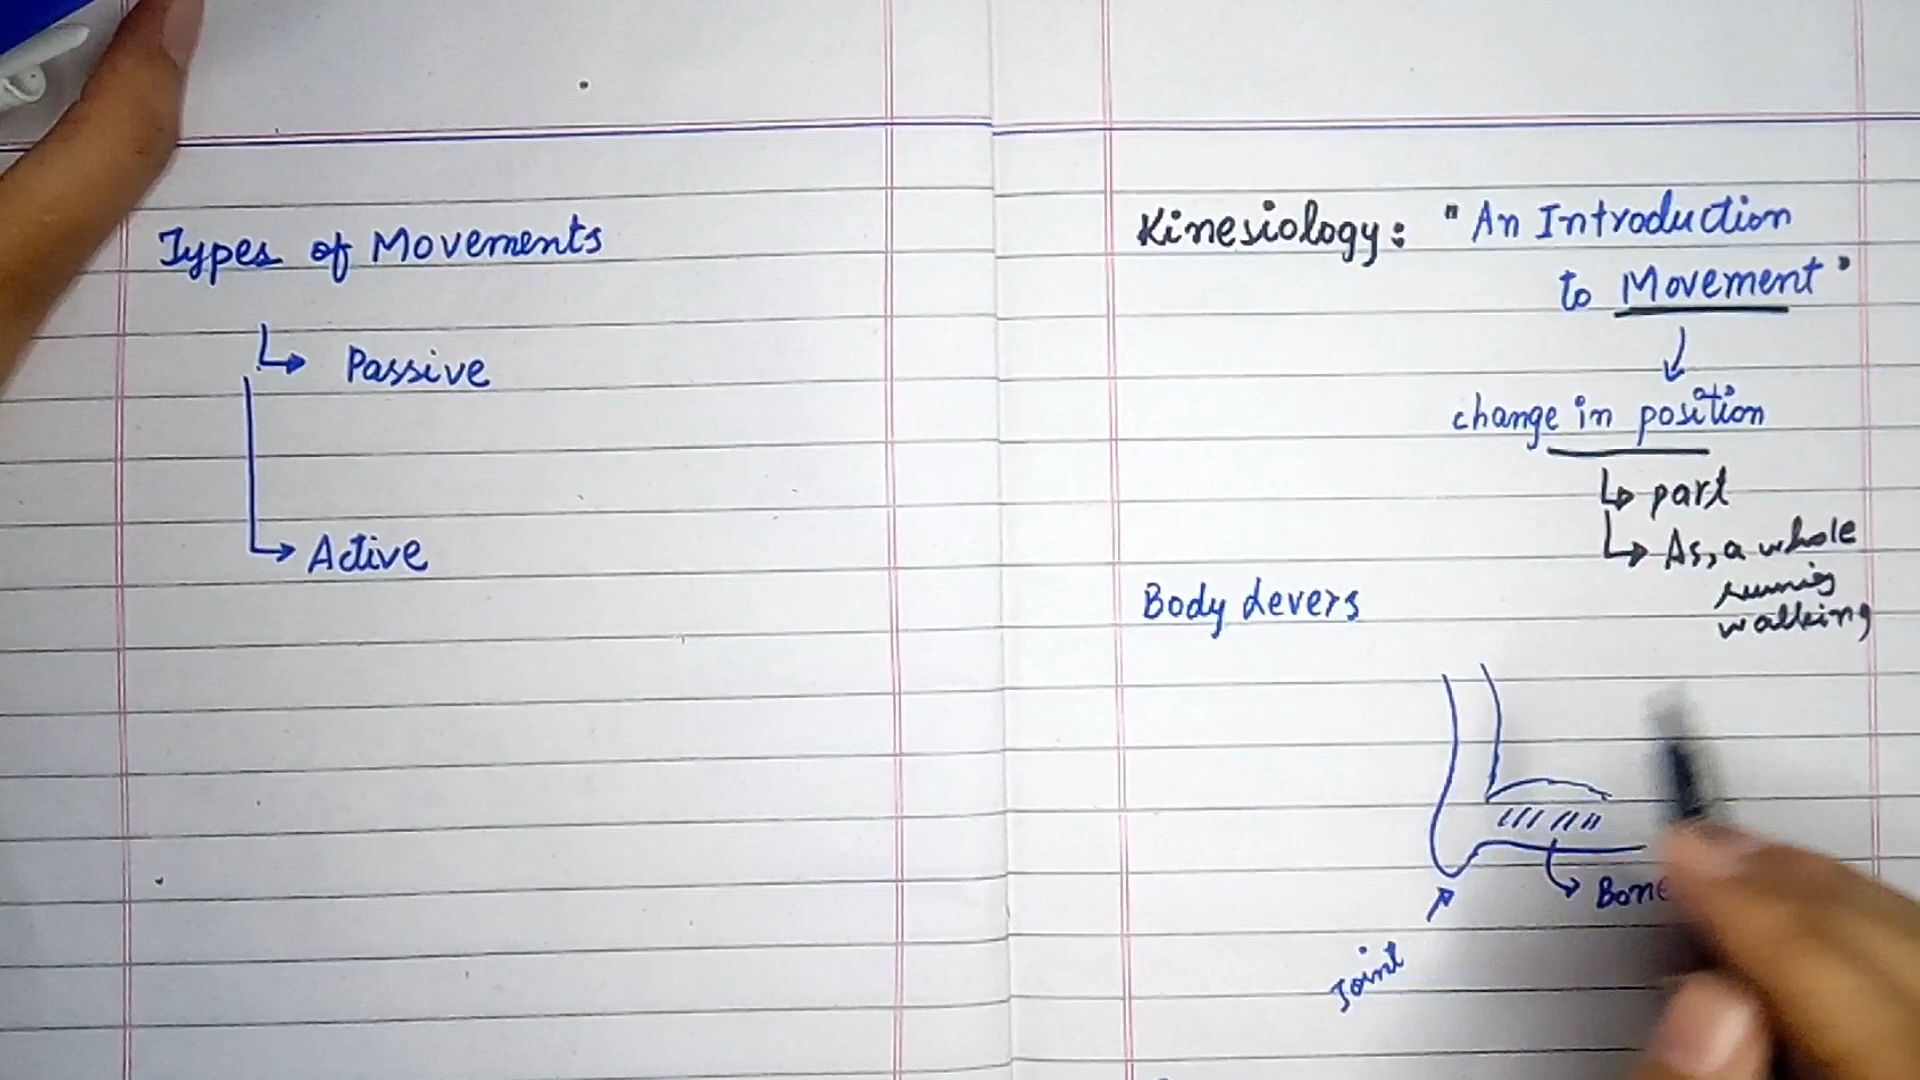 Types of Movements
Passive
Active
Kinesiology: "An Introduction
to Movement"
change in position
part
As, a whole
running
walking
Body Levers
Bone
Joint